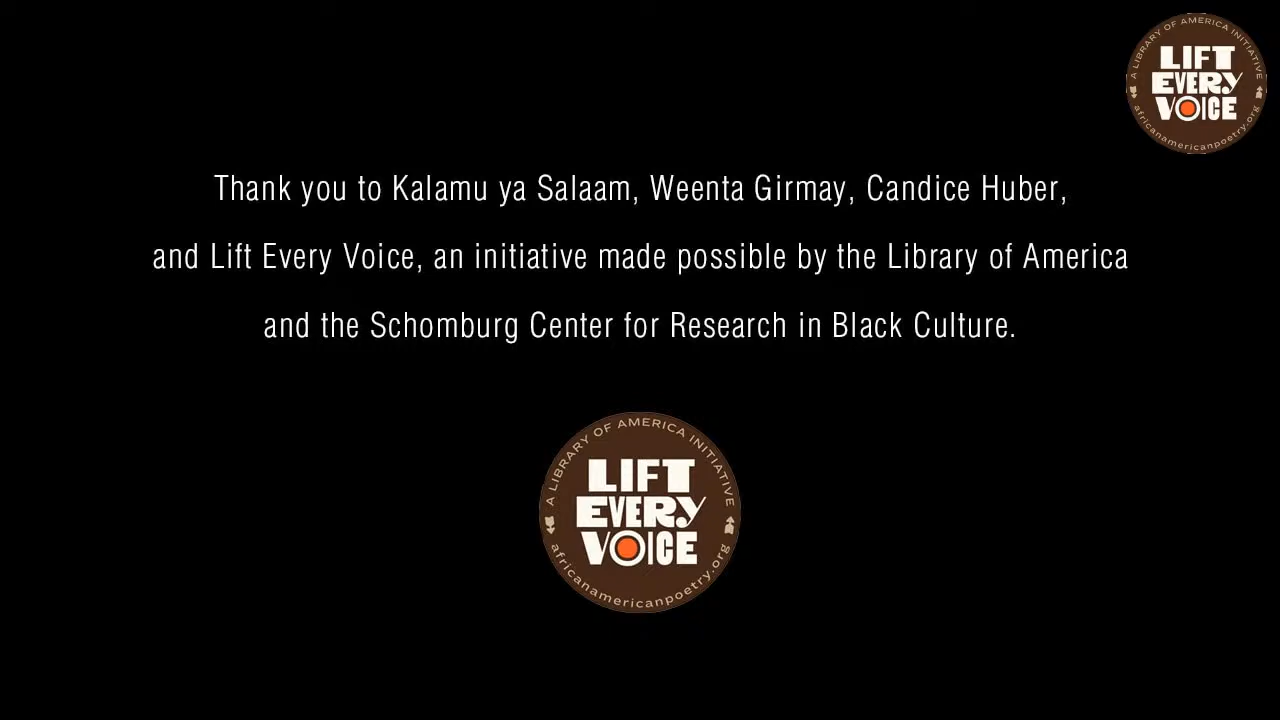 A LIBRARY OF AMERICA INITIATIVE
LIFT
EVERY
VOICE
africanamericanpoetry.org
Thank you to Kalamu ya Salaam, Weenta Girmay, Candice Huber,
and Lift Every Voice, an initiative made possible by the Library of America
and the Schomburg Center for Research in Black Culture.
A LIBRARY OF AMERICA INITIATIVE
LIFT
EVERY
VOICE
africanamericanpoetry.org